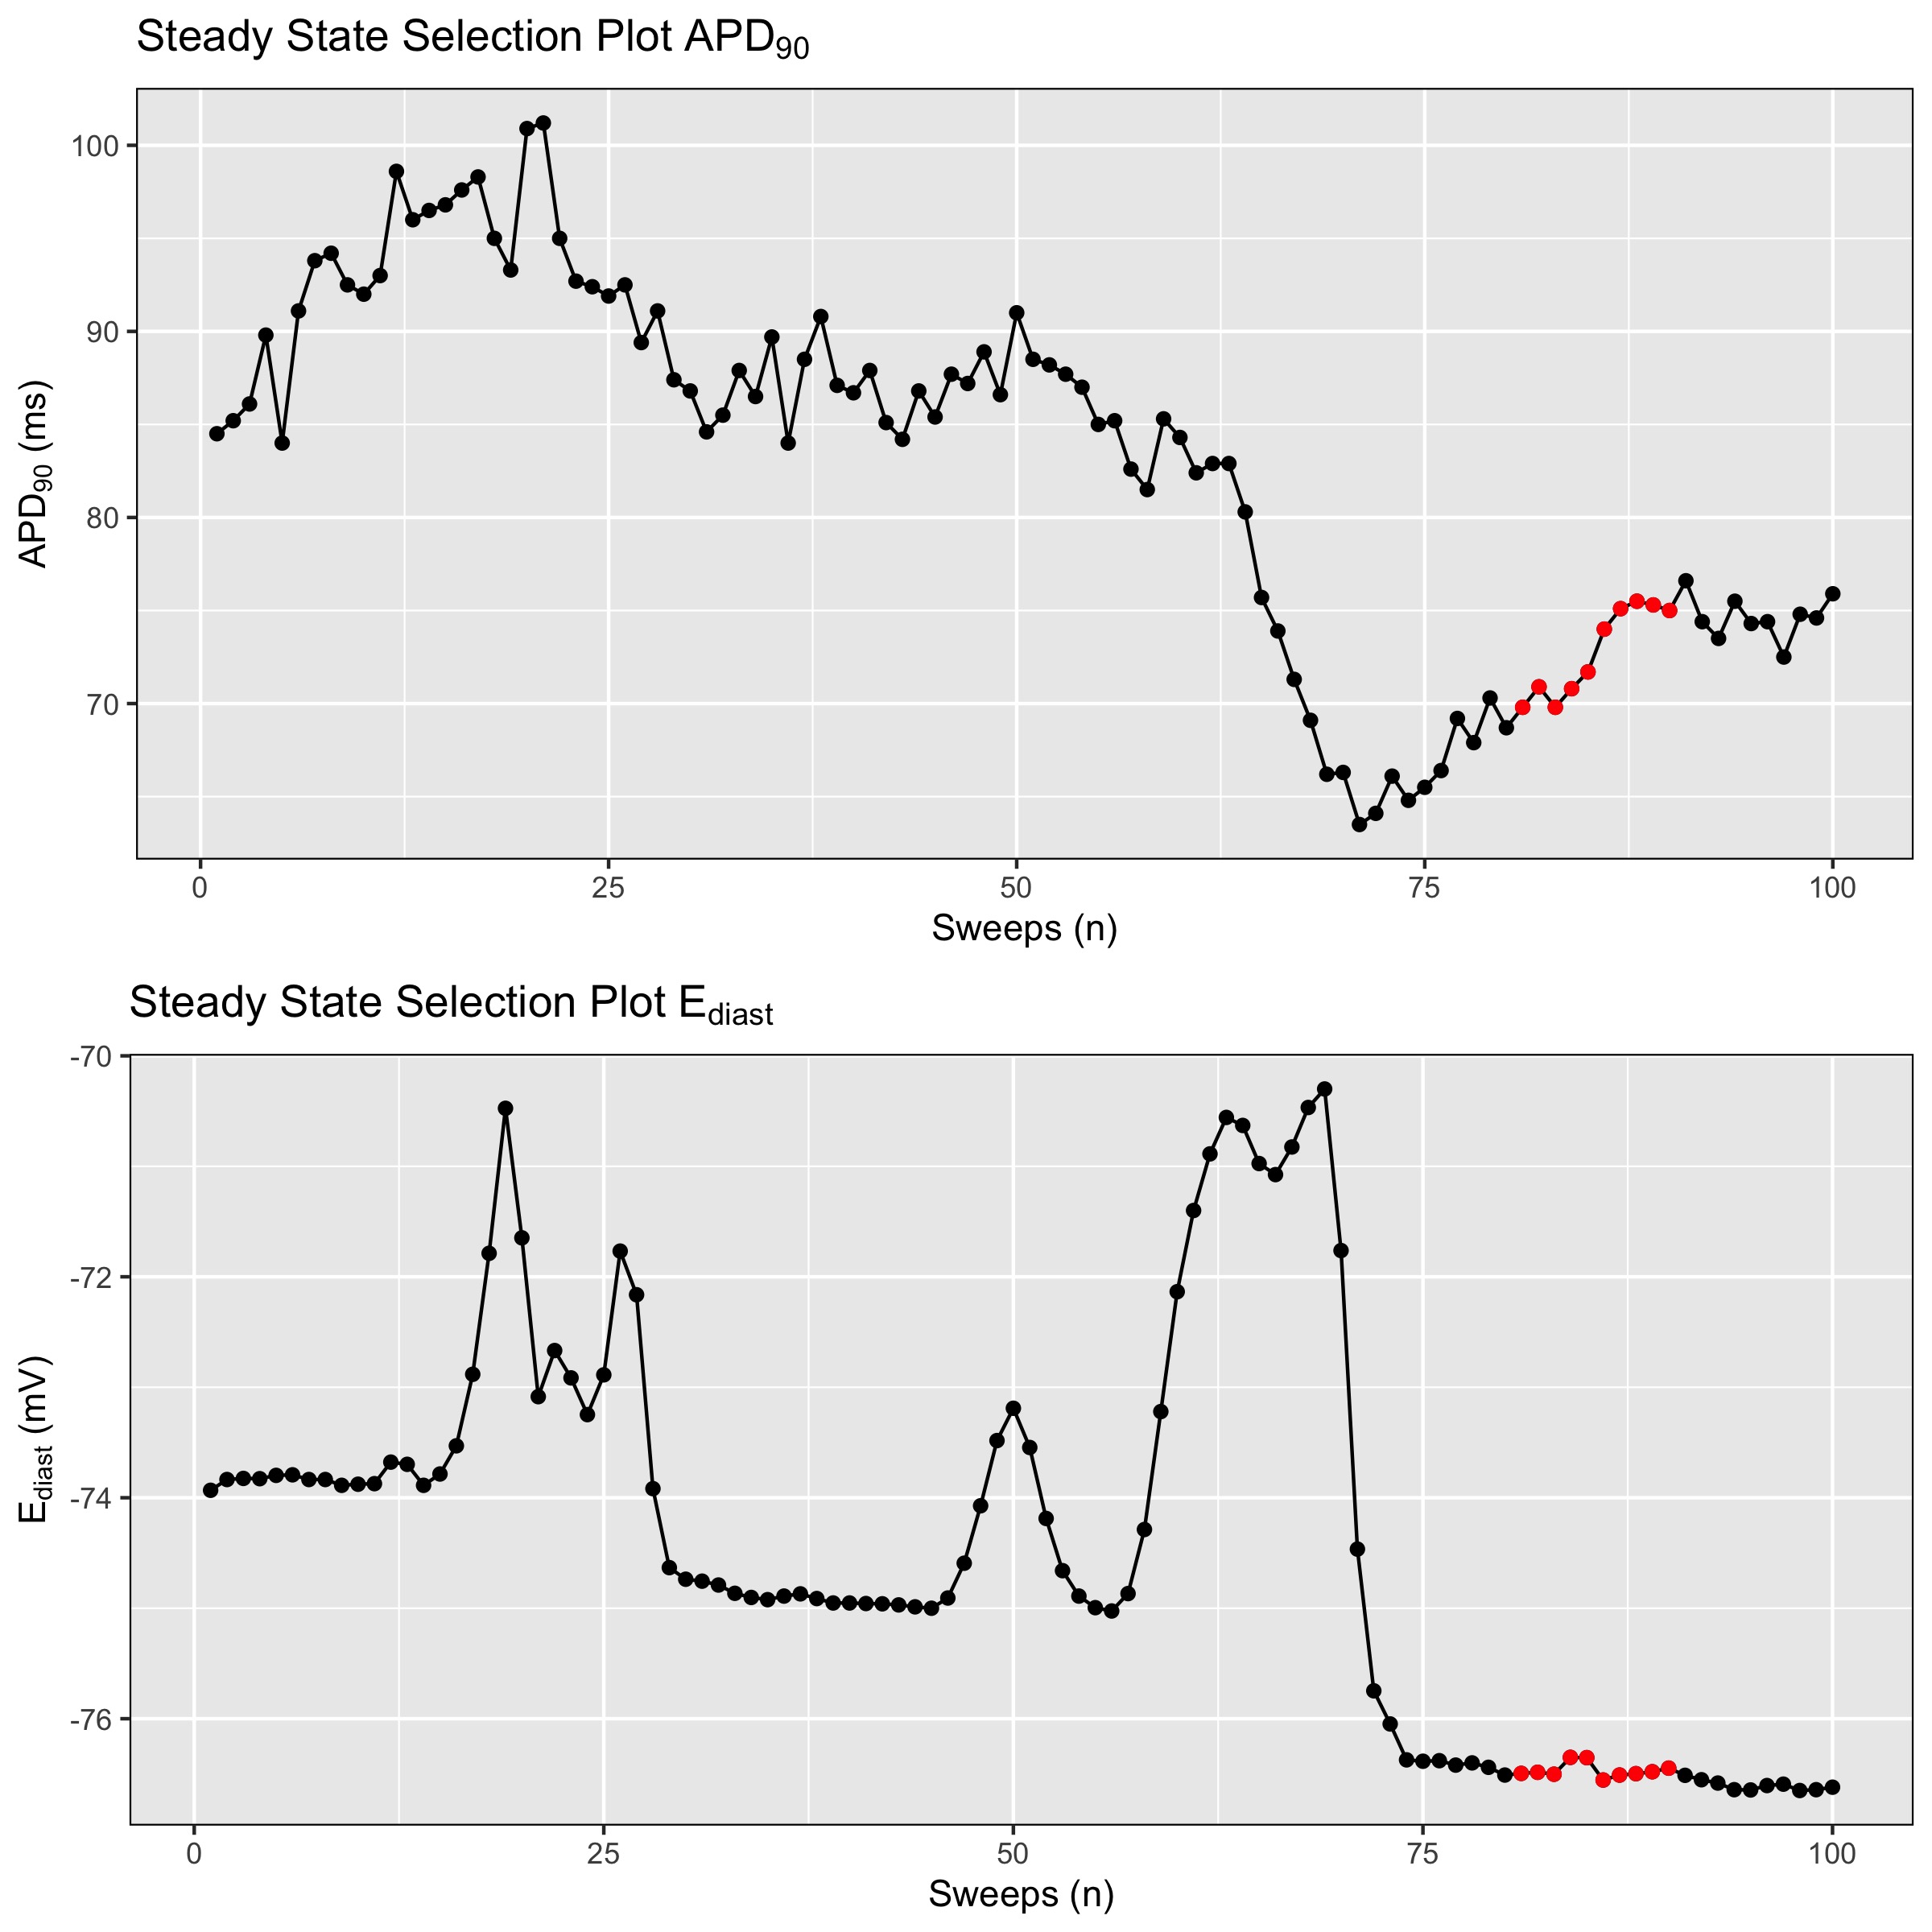 Steady State Selection Plot APD90
100
90
80
70
APD90 (ms)
0 25 50 75 100
Sweeps (n)
Steady State Selection Plot Ediast
-70
-72
-74
-76
Ediast (mV)
0 25 50 75 100
Sweeps (n)